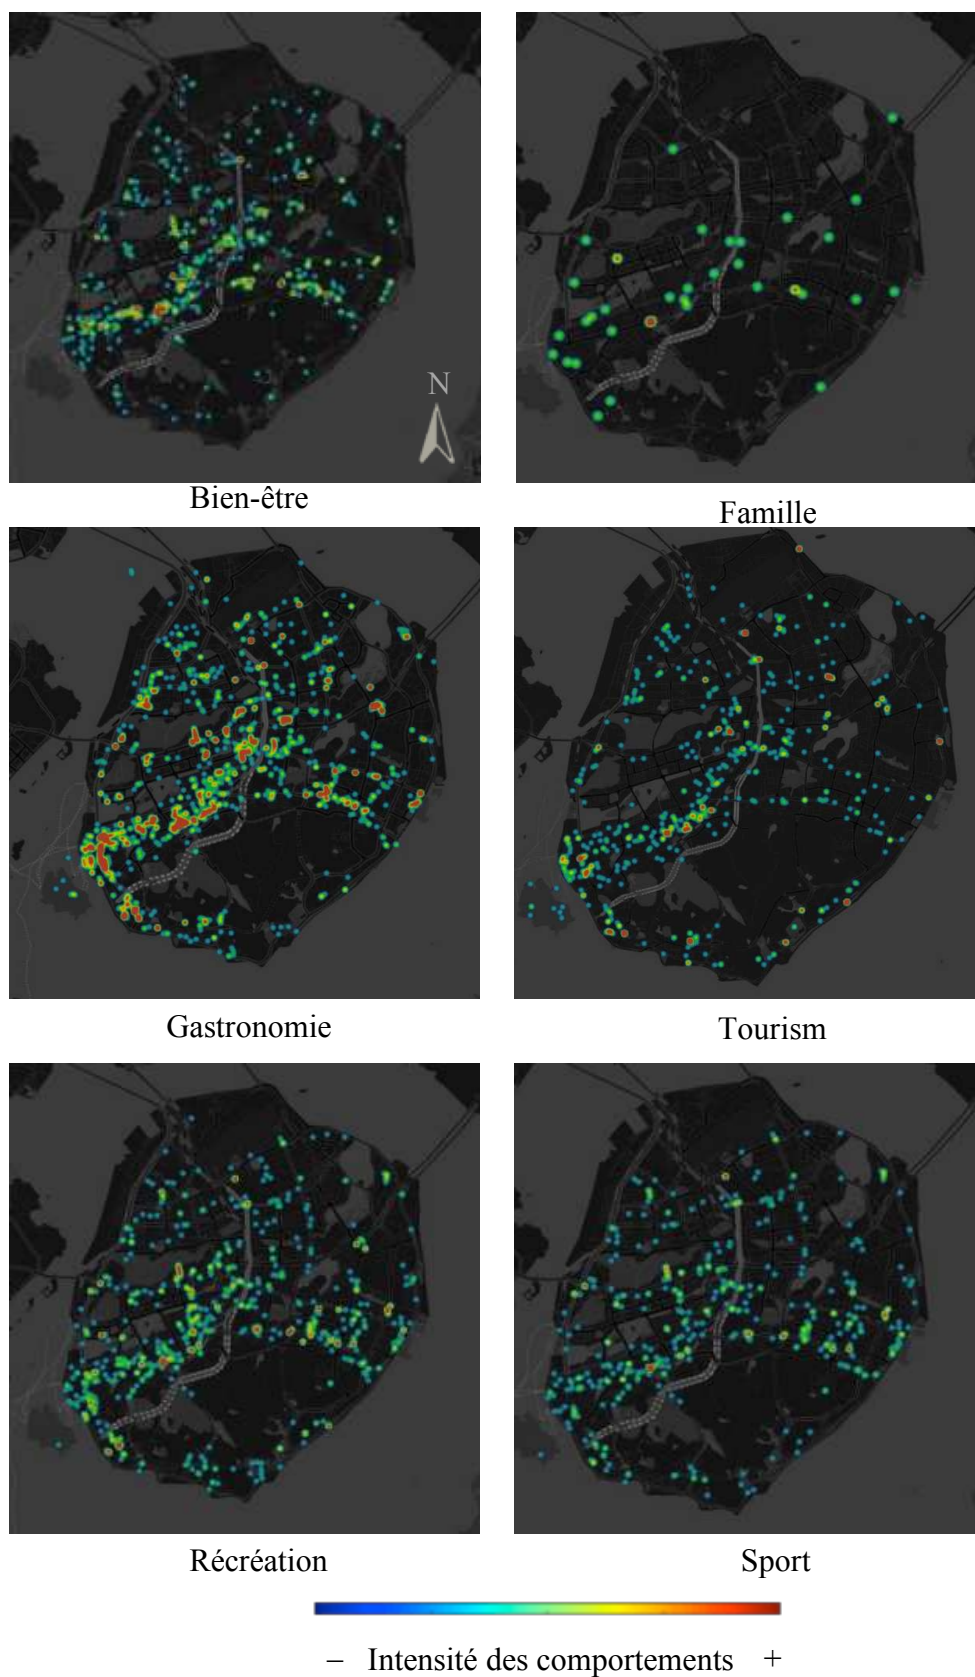 N
Bien-être
Famille
Gastronomie
Tourism
Récréation
Sport
– Intensité des comportements +